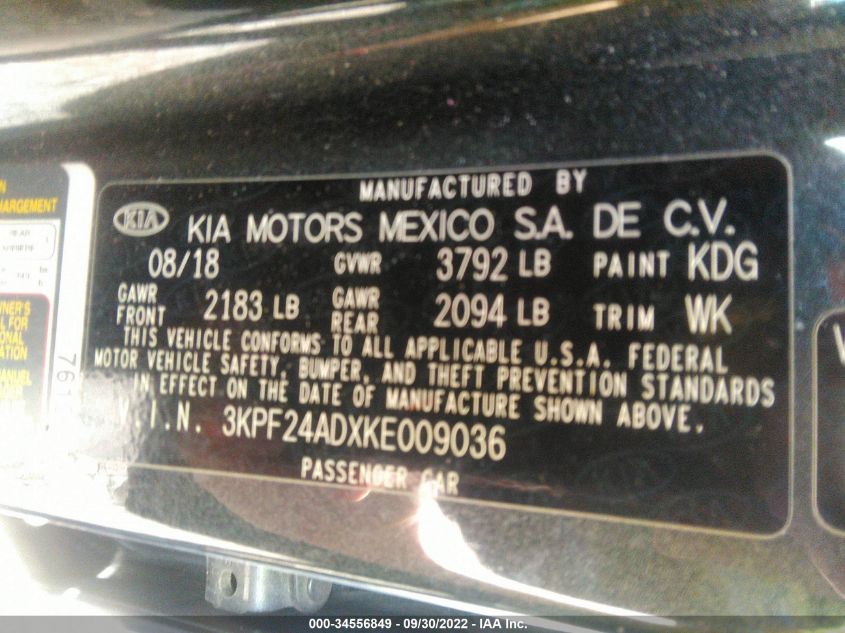 MANUFACTURED BY
KIA KIA MOTORS MEXICO S.A. DE C.V.
08/18 GVWR 3792 LB PAINT KDG
GAWR FRONT 2183 LB GAWR REAR 2094 LB TRIM WK
THIS VEHICLE CONFORMS TO ALL APPLICABLE U.S.A. FEDERAL
MOTOR VEHICLE SAFETY, BUMPER, AND THEFT PREVENTION STANDARDS
IN EFFECT ON THE DATE OF MANUFACTURE SHOWN ABOVE.
V.I.N. 3KPF24ADXKE009036
PASSENGER CAR
761
000-34556849 - 09/30/2022 - IAA Inc.